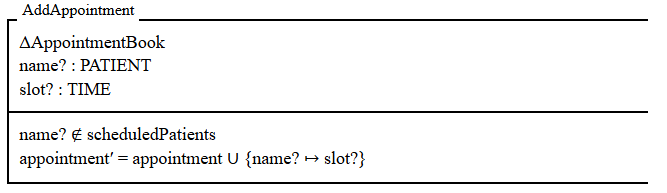 AddAppointment
ΔAppointmentBook
name? : PATIENT
slot? : TIME
name? ∉ scheduledPatients
appointment′ = appointment ∪ {name? ↦ slot?}